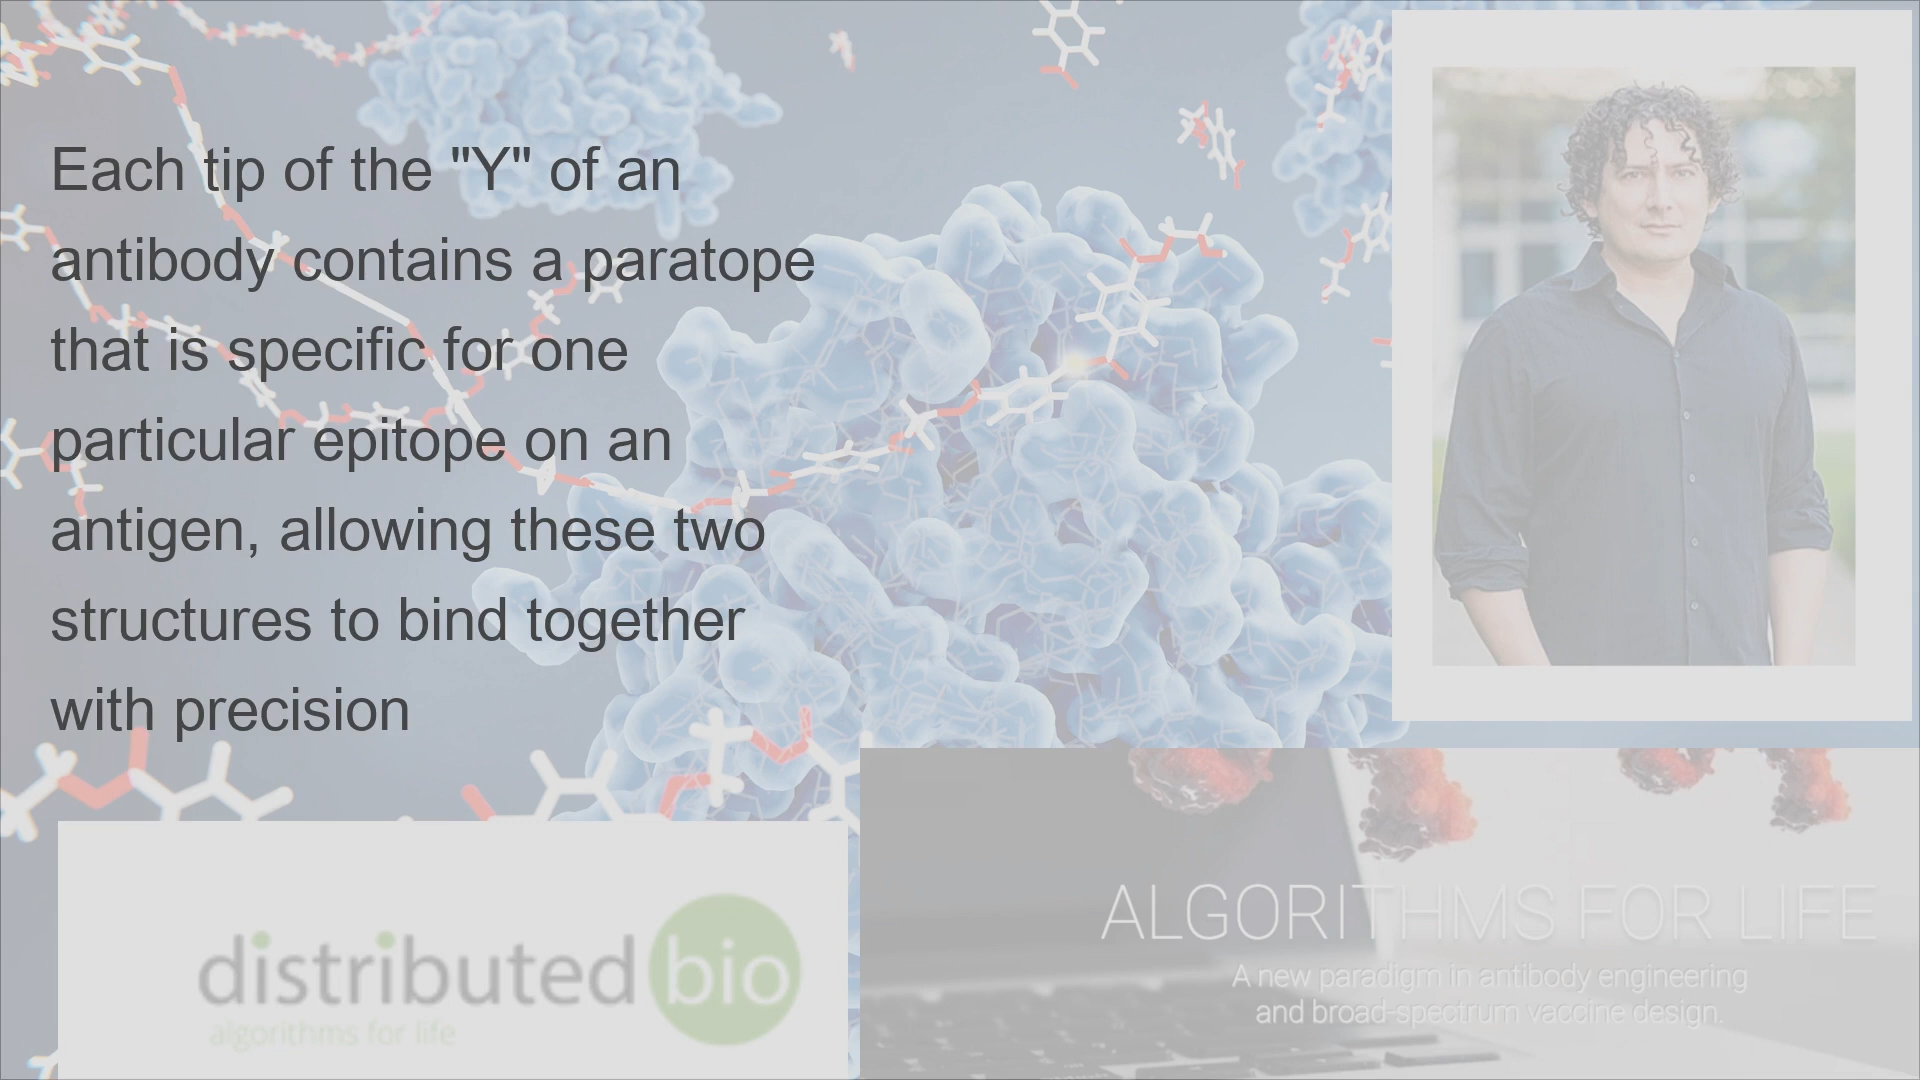 Each tip of the "Y" of an
antibody contains a paratope
that is specific for one
particular epitope on an
antigen, allowing these two
structures to bind together
with precision
distributed bio
algorithms for life
ALGORITHMS FOR LIFE
A new paradigm in antibody engineering
and broad-spectrum vaccine design.